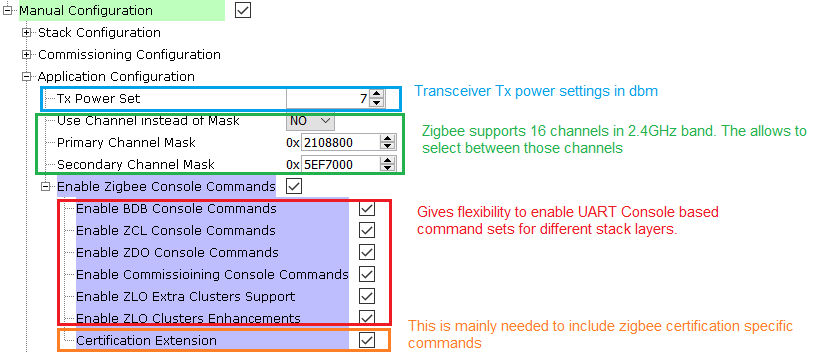 Manual Configuration
Stack Configuration
Commissioning Configuration
Application Configuration
Tx Power Set 7
Transceiver Tx power settings in dbm
Use Channel instead of Mask NO
Primary Channel Mask 0x 2108800
Secondary Channel Mask 0x 5EF7000
Zigbee supports 16 channels in 2.4GHz band. The allows to
select between those channels
Enable Zigbee Console Commands
Enable BDB Console Commands
Enable ZCL Console Commands
Enable ZDO Console Commands
Enable Commissioining Console Commands
Enable ZLO Extra Clusters Support
Enable ZLO Clusters Enhancements
Gives flexibility to enable UART Console based
command sets for different stack layers.
Certification Extension
This is mainly needed to include zigbee certification specific
commands